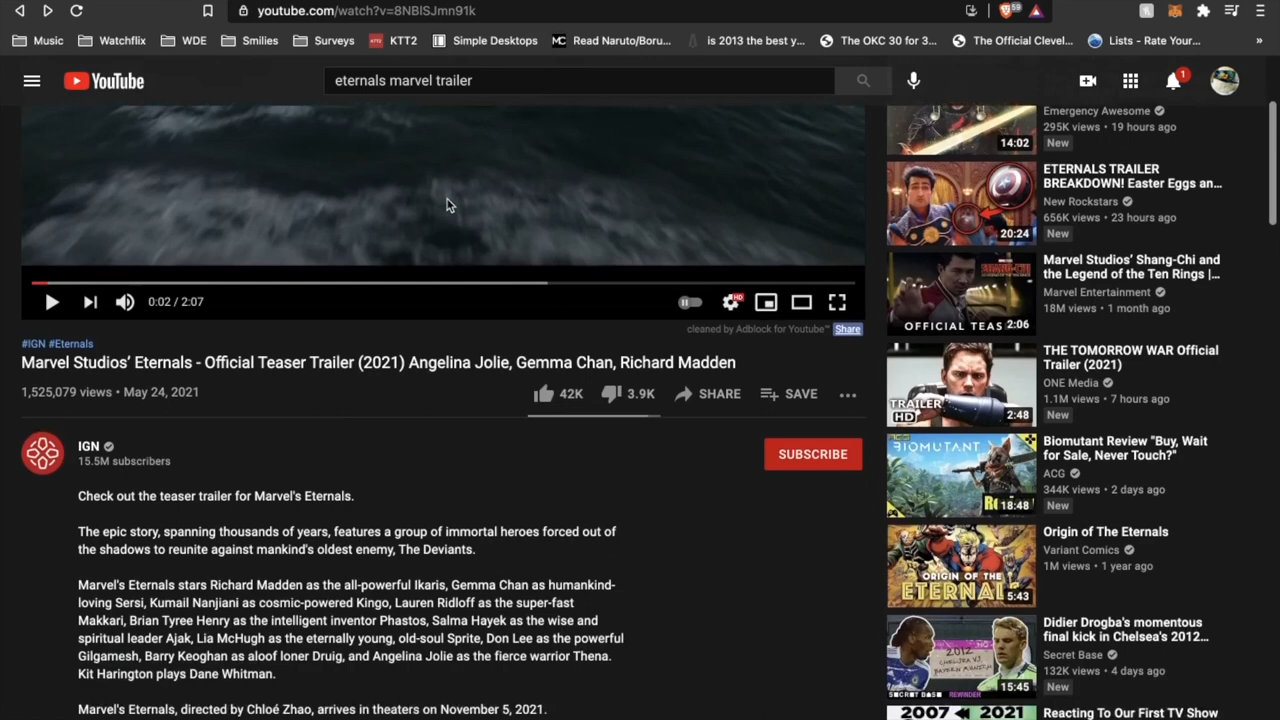 youtube.com/watch?v=8NBlSJmn91k
59
Music
Watchflix
WDE
Smilies
Surveys
KTT2
Simple Desktops
MC Read Naruto/Boru...
is 2013 the best y...
The OKC 30 for 3...
The Official Clevel...
Lists - Rate Your...
»
YouTube
eternals marvel trailer
1
0:02 / 2:07
HD
cleaned by Adblock for Youtube™ Share
#IGN #Eternals
Marvel Studios’ Eternals - Official Teaser Trailer (2021) Angelina Jolie, Gemma Chan, Richard Madden
1,525,079 views • May 24, 2021
42K
3.9K
SHARE
SAVE
IGN
15.5M subscribers
SUBSCRIBE
Check out the teaser trailer for Marvel's Eternals.
The epic story, spanning thousands of years, features a group of immortal heroes forced out of
the shadows to reunite against mankind's oldest enemy, The Deviants.
Marvel's Eternals stars Richard Madden as the all-powerful Ikaris, Gemma Chan as humankind-
loving Sersi, Kumail Nanjiani as cosmic-powered Kingo, Lauren Ridloff as the super-fast
Makkari, Brian Tyree Henry as the intelligent inventor Phastos, Salma Hayek as the wise and
spiritual leader Ajak, Lia McHugh as the eternally young, old-soul Sprite, Don Lee as the powerful
Gilgamesh, Barry Keoghan as aloof loner Druig, and Angelina Jolie as the fierce warrior Thena.
Kit Harington plays Dane Whitman.
Marvel's Eternals, directed by Chloé Zhao, arrives in theaters on November 5, 2021.
14:02
Emergency Awesome
295K views • 19 hours ago
New
20:24
ETERNALS TRAILER
BREAKDOWN! Easter Eggs an...
New Rockstars
656K views • 23 hours ago
New
OFFICIAL TEAS
2:06
Marvel Studios’ Shang-Chi and
the Legend of the Ten Rings |...
Marvel Entertainment
18M views • 1 month ago
TRAILER
HD
2:48
THE TOMORROW WAR Official
Trailer (2021)
ONE Media
1.1M views • 7 hours ago
New
BIOMUTANT
18:48
Biomutant Review "Buy, Wait
for Sale, Never Touch?"
ACG
344K views • 2 days ago
New
ORIGIN OF THE
ETERNALS
5:43
Origin of The Eternals
Variant Comics
1M views • 1 year ago
2012
CHELSEA VS
BAYERN MUNICH
SECRET BASE
REWINDER
15:45
Didier Drogba's momentous
final kick in Chelsea's 2012...
Secret Base
132K views • 4 days ago
New
2007
2021
Reacting To Our First TV Show